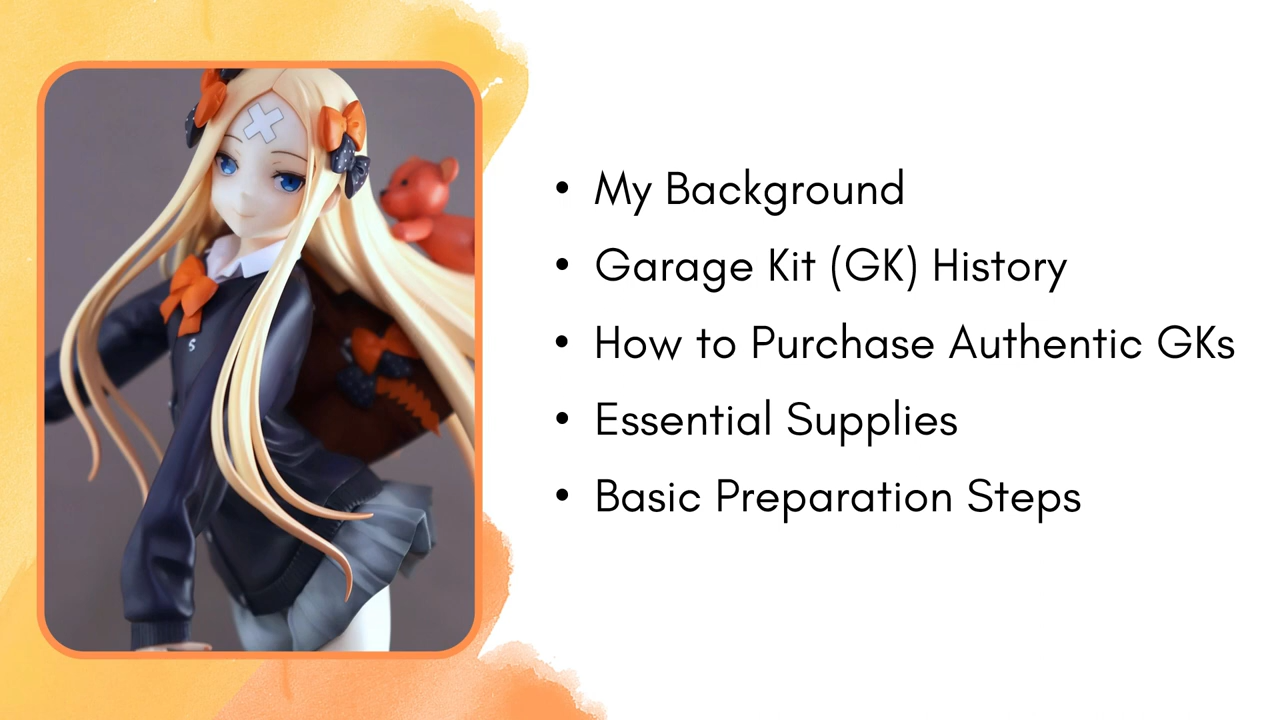 • My Background
• Garage Kit (GK) History
• How to Purchase Authentic GKs
• Essential Supplies
• Basic Preparation Steps